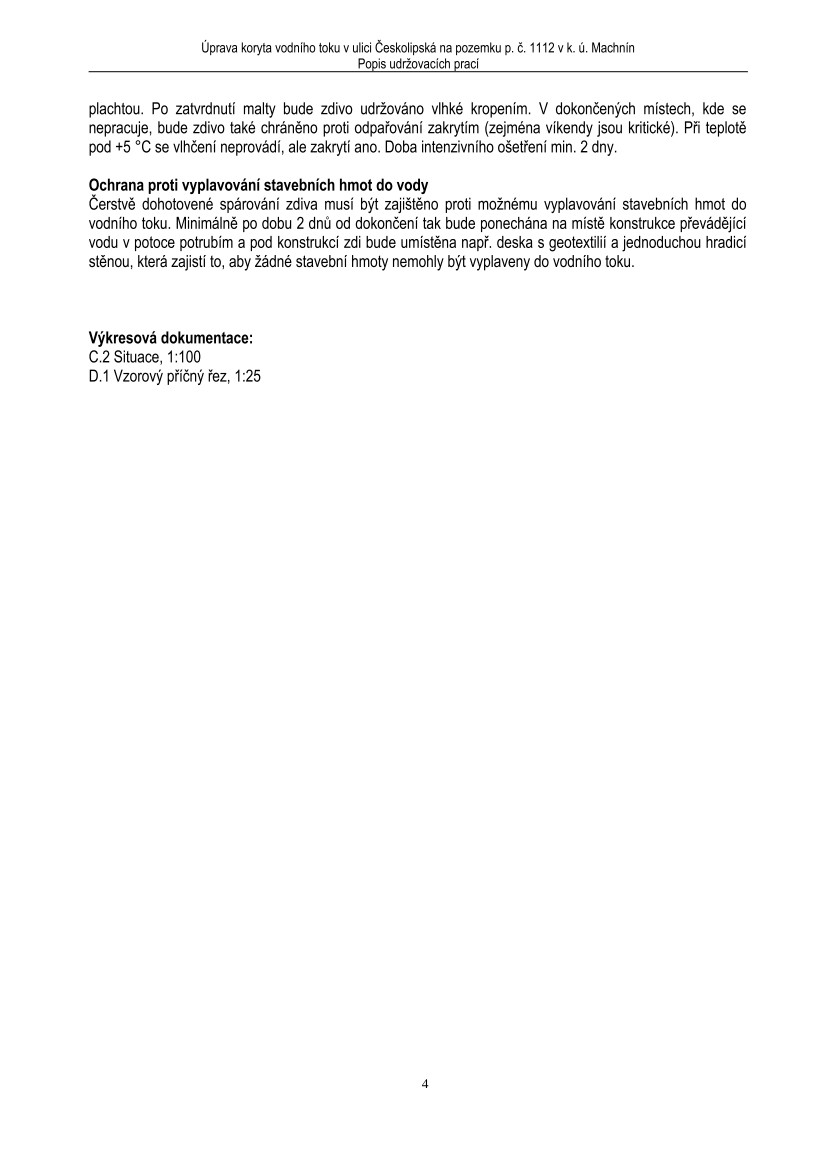 Úprava koryta vodního toku v ulici Českolipská na pozemku p. č. 1112 v k. ú. Machnín
Popis udržovacích prací
plachtou. Po zatvrdnutí malty bude zdivo udržováno vlhké kropením. V dokončených místech, kde se
nepracuje, bude zdivo také chráněno proti odpařování zakrytím (zejména víkendy jsou kritické). Při teplotě
pod +5 °C se vlhčení neprovádí, ale zakrytí ano. Doba intenzivního ošetření min. 2 dny.
Ochrana proti vyplavování stavebních hmot do vody
Čerstvě dohotovené spárování zdiva musí být zajištěno proti možnému vyplavování stavebních hmot do
vodního toku. Minimálně po dobu 2 dnů od dokončení tak bude ponechána na místě konstrukce převádějící
vodu v potoce potrubím a pod konstrukcí zdi bude umístěna např. deska s geotextilií a jednoduchou hradicí
stěnou, která zajistí to, aby žádné stavební hmoty nemohly být vyplaveny do vodního toku.
Výkresová dokumentace:
C.2 Situace, 1:100
D.1 Vzorový příčný řez, 1:25
4